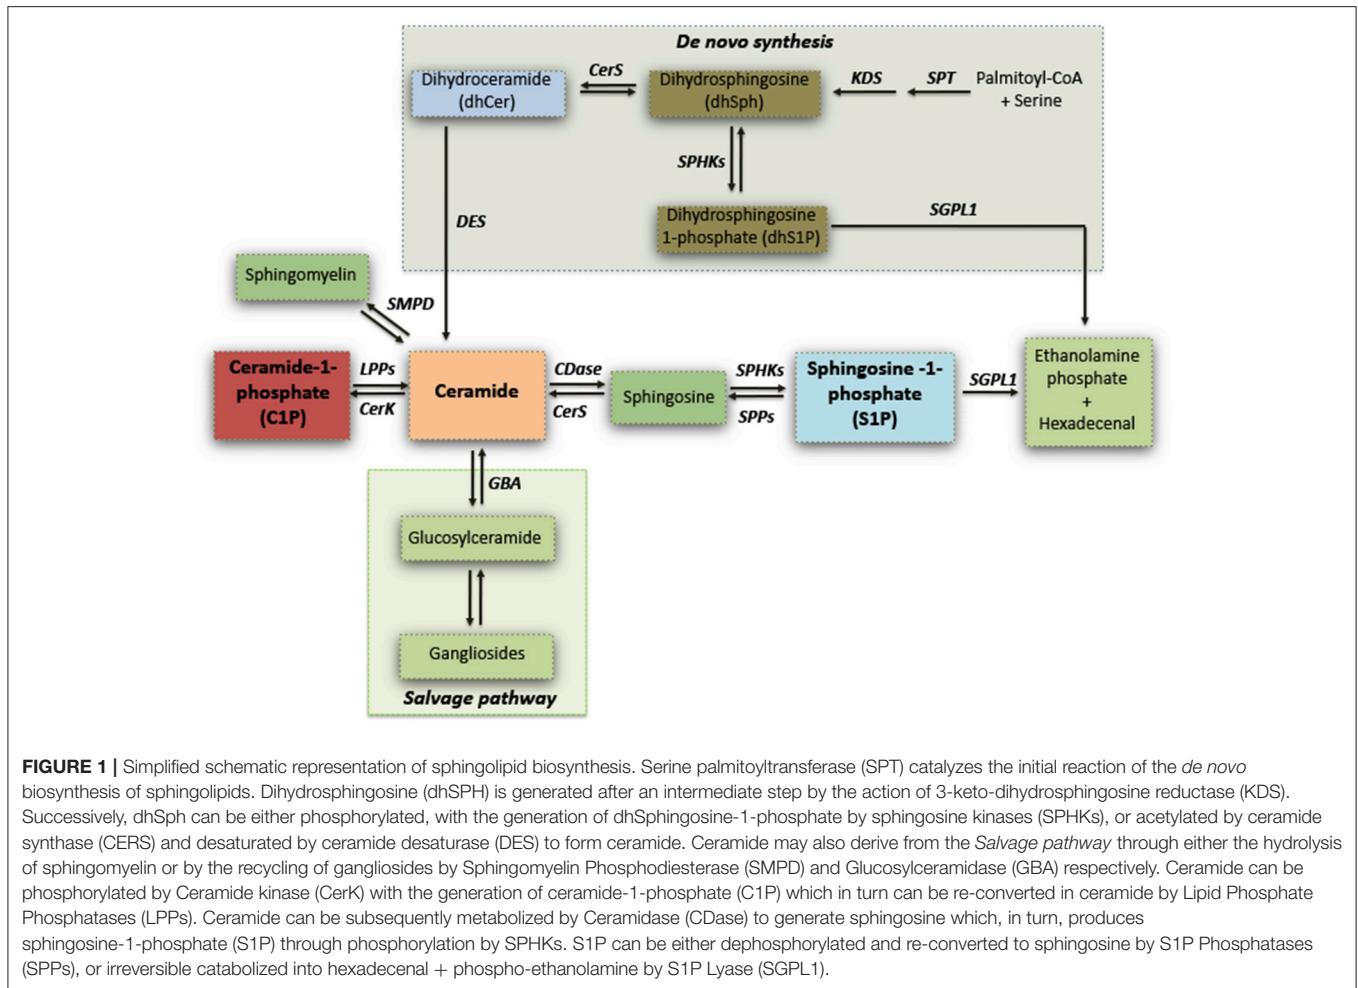 De novo synthesis
Dihydroceramide
(dhCer)
CerS
Dihydrosphingosine
(dhSph)
KDS
SPT
Palmitoyl-CoA
+ Serine
SPHKs
Dihydrosphingosine
1-phosphate (dhS1P)
SGPL1
DES
Sphingomyelin
SMPD
Ceramide-1-
phosphate
(C1P)
LPPs
CerK
Ceramide
CDase
CerS
Sphingosine
SPHKs
SPPs
Sphingosine -1-
phosphate
(S1P)
SGPL1
Ethanolamine
phosphate
+
Hexadecenal
GBA
Glucosylceramide
Gangliosides
Salvage pathway
FIGURE 1 | Simplified schematic representation of sphingolipid biosynthesis. Serine palmitoyltransferase (SPT) catalyzes the initial reaction of the de novo
biosynthesis of sphingolipids. Dihydrosphingosine (dhSPH) is generated after an intermediate step by the action of 3-keto-dihydrosphingosine reductase (KDS).
Successively, dhSph can be either phosphorylated, with the generation of dhSphingosine-1-phosphate by sphingosine kinases (SPHKs), or acetylated by ceramide
synthase (CERS) and desaturated by ceramide desaturase (DES) to form ceramide. Ceramide may also derive from the Salvage pathway through either the hydrolysis
of sphingomyelin or by the recycling of gangliosides by Sphingomyelin Phosphodiesterase (SMPD) and Glucosylceramidase (GBA) respectively. Ceramide can be
phosphorylated by Ceramide kinase (CerK) with the generation of ceramide-1-phosphate (C1P) which in turn can be re-converted in ceramide by Lipid Phosphate
Phosphatases (LPPs). Ceramide can be subsequently metabolized by Ceramidase (CDase) to generate sphingosine which, in turn, produces
sphingosine-1-phosphate (S1P) through phosphorylation by SPHKs. S1P can be either dephosphorylated and re-converted to sphingosine by S1P Phosphatases
(SPPs), or irreversible catabolized into hexadecenal + phospho-ethanolamine by S1P Lyase (SGPL1).